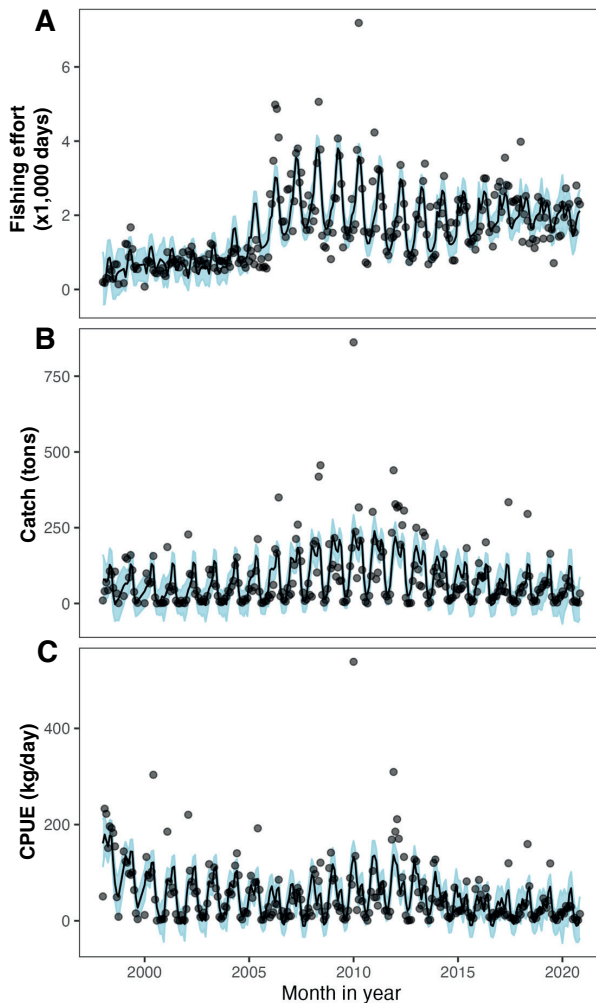 A
Fishing effort
(x1,000 days)
6
4
2
0
B
Catch (tons)
750
500
250
0
C
CPUE (kg/day)
400
200
0
2000 2005 2010 2015 2020
Month in year